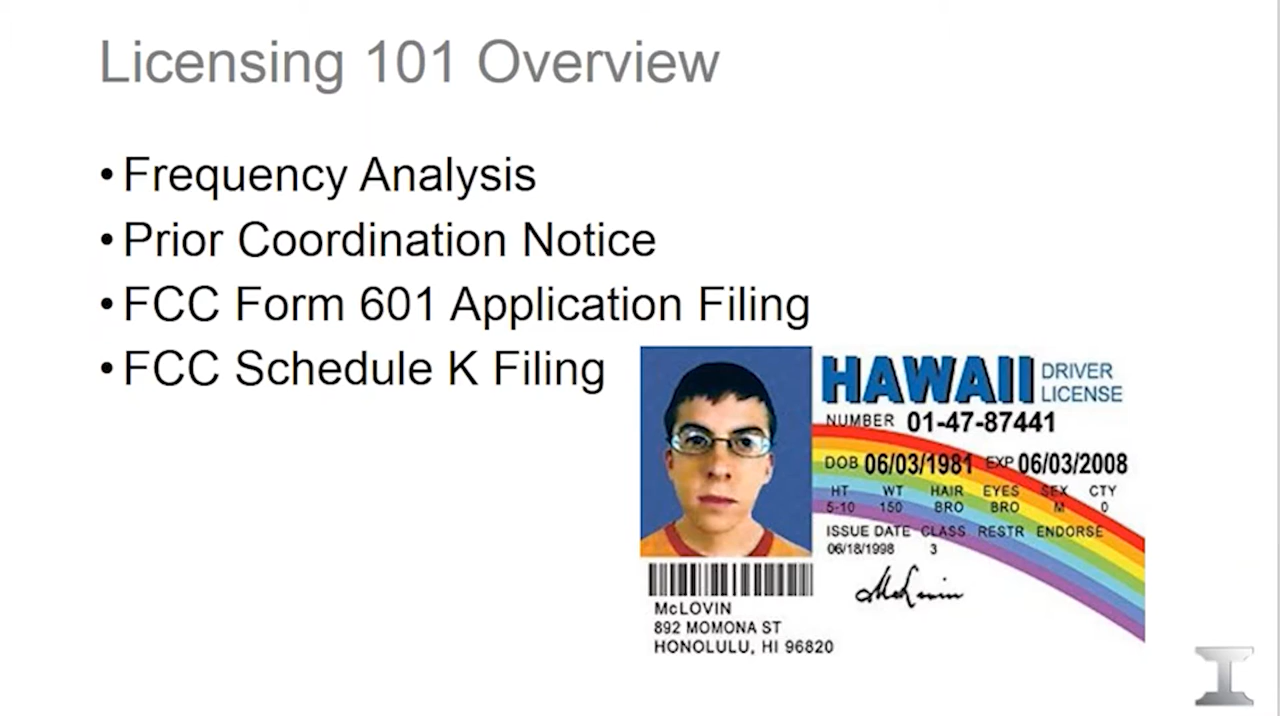 Licensing 101 Overview
• Frequency Analysis
• Prior Coordination Notice
• FCC Form 601 Application Filing
• FCC Schedule K Filing
HAWAII DRIVER LICENSE
NUMBER 01-47-87441
DOB 06/03/1981 EXP 06/03/2008
HT WT HAIR EYES SEX CTY
5-10 150 BRO BRO M 0
ISSUE DATE CLASS RESTR ENDORSE
06/18/1998 3
McLovin
McLOVIN
892 MOMONA ST
HONOLULU, HI 96820